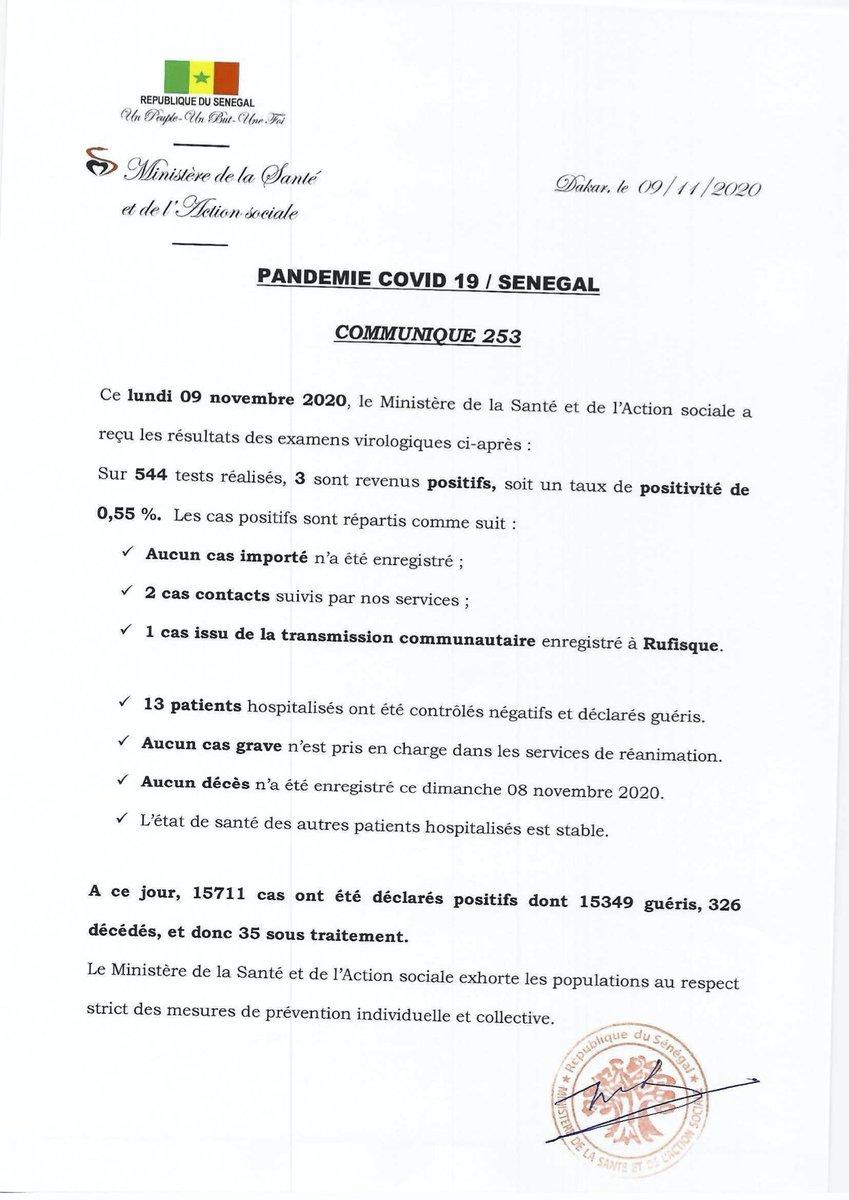 REPUBLIQUE DU SENEGAL
Un Peuple-Un But-Une Foi
Ministère de la Santé
et de l'Action sociale
Dakar, le 09/11/2020
PANDEMIE COVID 19 / SENEGAL
COMMUNIQUE 253
Ce lundi 09 novembre 2020, le Ministère de la Santé et de l'Action sociale a
reçu les résultats des examens virologiques ci-après :
Sur 544 tests réalisés, 3 sont revenus positifs, soit un taux de positivité de
0,55 %. Les cas positifs sont répartis comme suit :
✓ Aucun cas importé n'a été enregistré ;
✓ 2 cas contacts suivis par nos services ;
✓ 1 cas issu de la transmission communautaire enregistré à Rufisque.
✓ 13 patients hospitalisés ont été contrôlés négatifs et déclarés guéris.
✓ Aucun cas grave n'est pris en charge dans les services de réanimation.
✓ Aucun décès n'a été enregistré ce dimanche 08 novembre 2020.
✓ L'état de santé des autres patients hospitalisés est stable.
A ce jour, 15711 cas ont été déclarés positifs dont 15349 guéris, 326
décédés, et donc 35 sous traitement.
Le Ministère de la Santé et de l'Action sociale exhorte les populations au respect
strict des mesures de prévention individuelle et collective.
République du Sénégal
MINISTERE DE LA SANTE ET DE L'ACTION SOCIALE